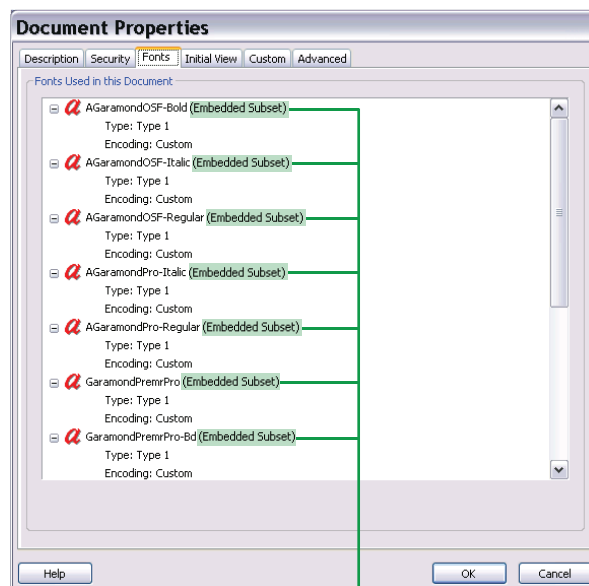 Document Properties
Description Security Fonts Initial View Custom Advanced
Fonts Used in this Document
AGaramondOSF-Bold (Embedded Subset)
Type: Type 1
Encoding: Custom
AGaramondOSF-Italic (Embedded Subset)
Type: Type 1
Encoding: Custom
AGaramondOSF-Regular (Embedded Subset)
Type: Type 1
Encoding: Custom
AGaramondPro-Italic (Embedded Subset)
Type: Type 1
Encoding: Custom
AGaramondPro-Regular (Embedded Subset)
Type: Type 1
Encoding: Custom
GaramondPremrPro (Embedded Subset)
Type: Type 1
Encoding: Custom
GaramondPremrPro-Bd (Embedded Subset)
Type: Type 1
Encoding: Custom
Help OK Cancel